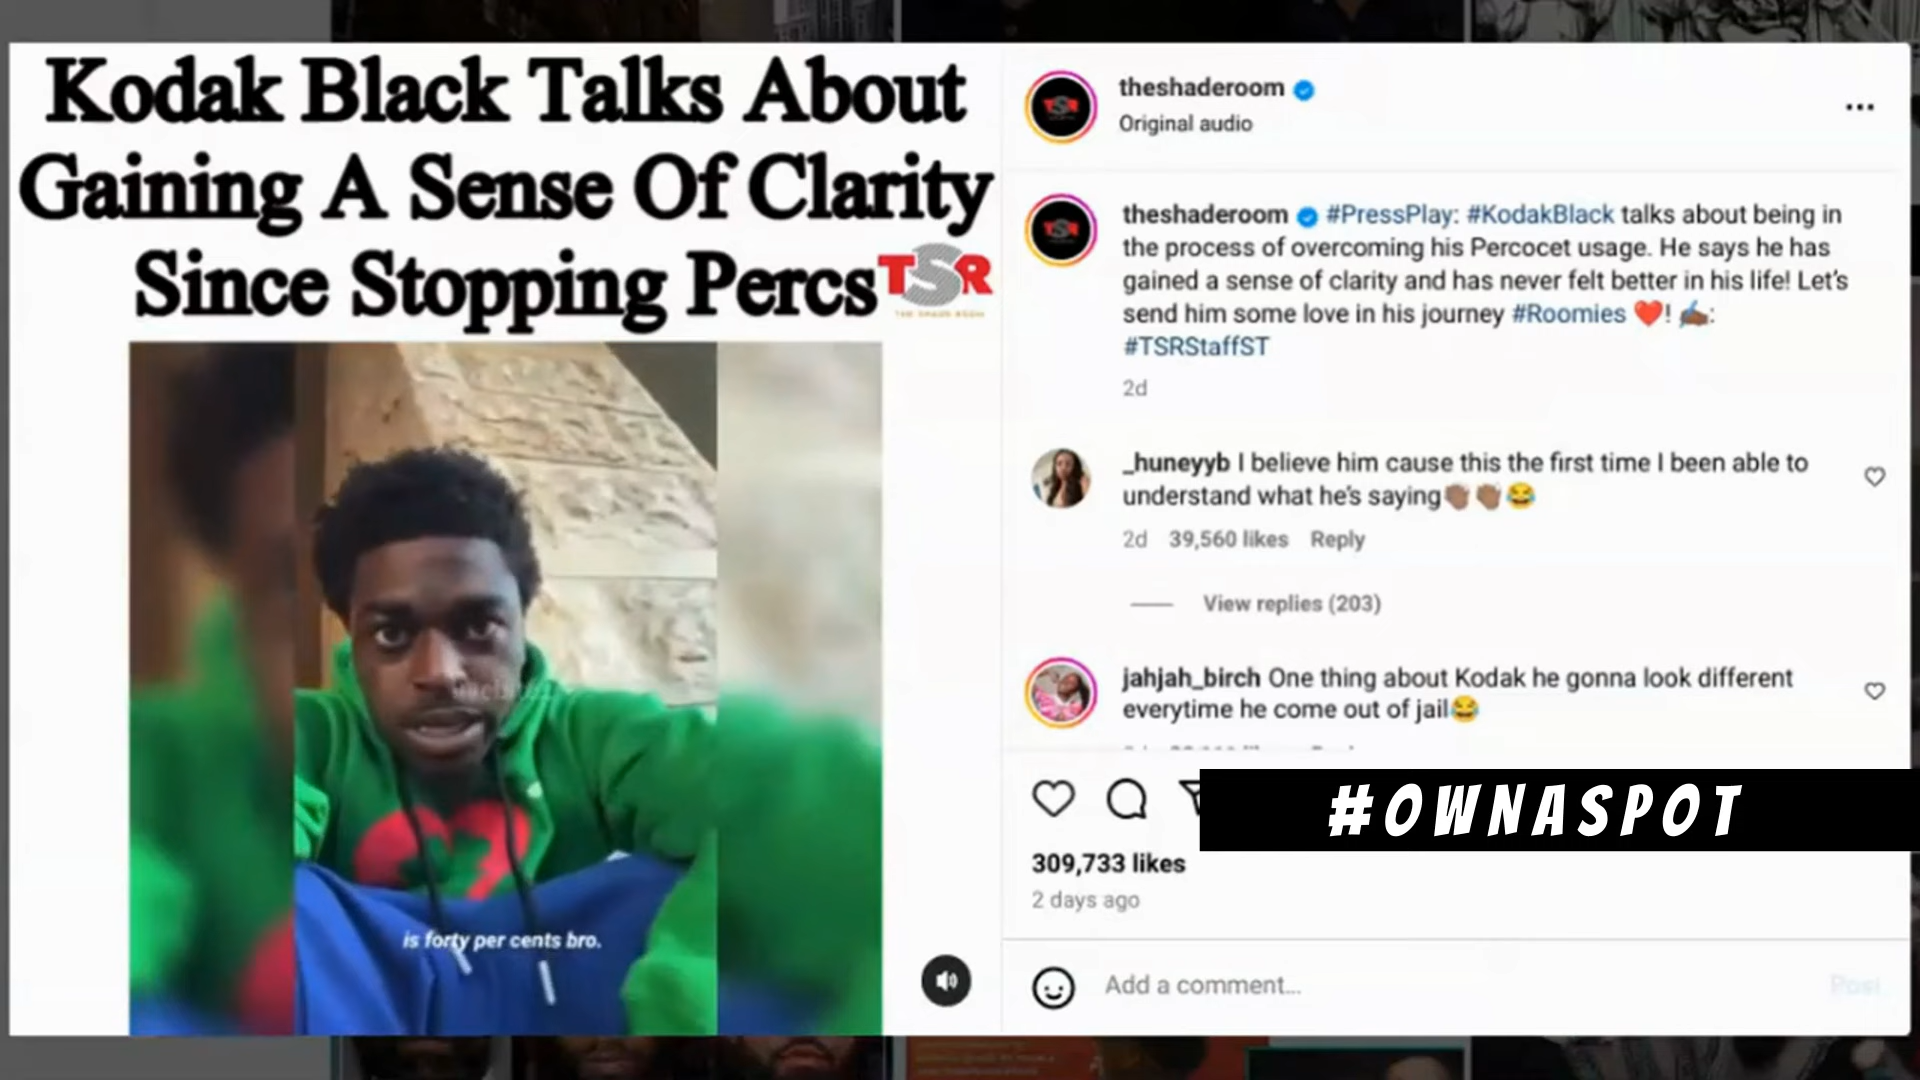 Kodak Black Talks About
Gaining A Sense Of Clarity
Since Stopping Percs
TSR
is forty per cents bro.
theshaderoom
Original audio
theshaderoom #PressPlay: #KodakBlack talks about being in
the process of overcoming his Percocet usage. He says he has
gained a sense of clarity and has never felt better in his life! Let's
send him some love in his journey #Roomies ❤️! ✍🏾:
#TSRStaffST
2d
_huneyyb I believe him cause this the first time I been able to
understand what he's saying👏🏽👏🏽😂
2d 39,560 likes Reply
View replies (203)
jahjah_birch One thing about Kodak he gonna look different
everytime he come out of jail😂
#OWNASPOT
309,733 likes
2 days ago
Add a comment...
Post